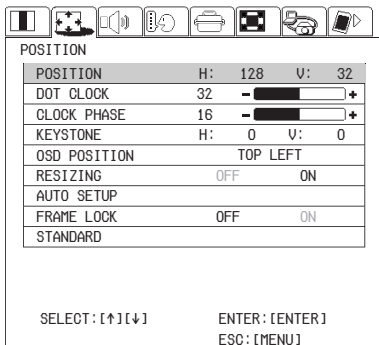 POSITION
POSITION H: 128 V: 32
DOT CLOCK 32 - +
CLOCK PHASE 16 - +
KEYSTONE H: 0 V: 0
OSD POSITION TOP LEFT
RESIZING OFF ON
AUTO SETUP
FRAME LOCK OFF ON
STANDARD
SELECT:[↑][↓] ENTER:[ENTER]
ESC:[MENU]